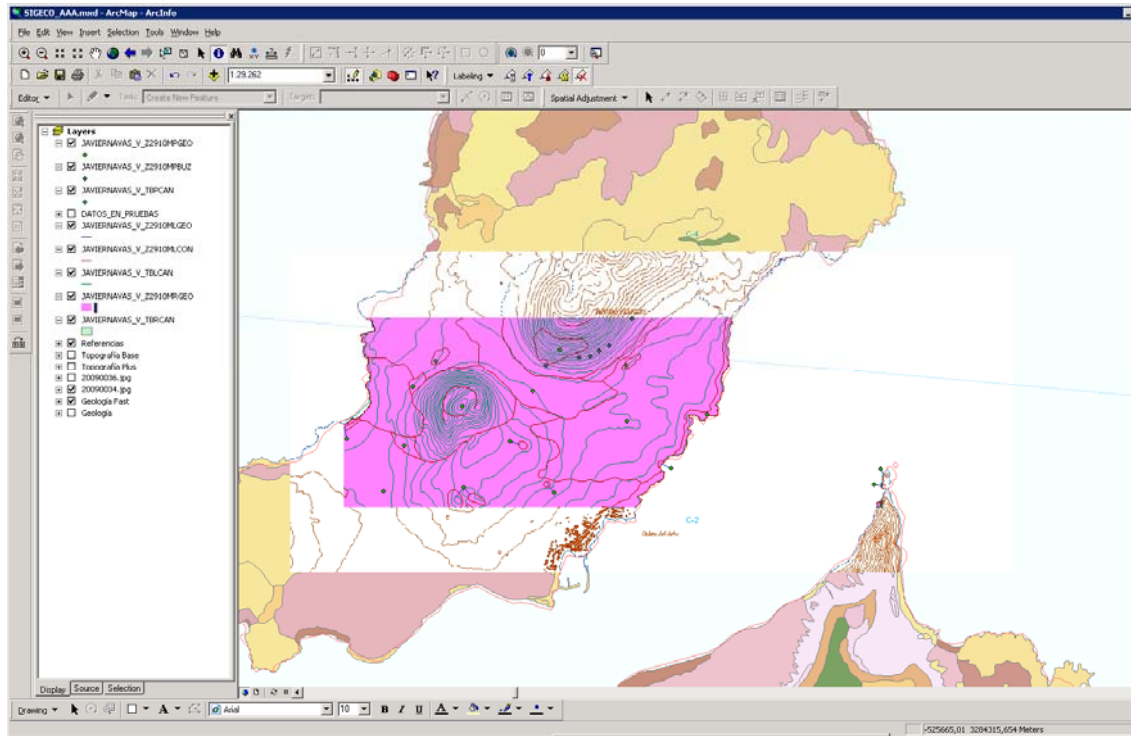 SIGECO_AAA.mxd - ArcMap - ArcInfo
File Edit View Insert Selection Tools Window Help
0
1:29.262
Labeling
Editor Task: Create New Feature Target: Spatial Adjustment
Layers
JAVIERNAVAS_V_Z2910MPGEO
JAVIERNAVAS_V_Z2910MPBUZ
JAVIERNAVAS_V_TBPCAN
DATOS_EN_PRUEBAS
JAVIERNAVAS_V_Z2910MLGEO
JAVIERNAVAS_V_Z2910MLCON
JAVIERNAVAS_V_TBLCAN
JAVIERNAVAS_V_Z2910MRGEO
JAVIERNAVAS_V_TBRCAN
Referencias
Topografía Base
Topografía Plus
20090036.jpg
20090034.jpg
Geología Fast
Geología
C-4
C-2
Display Source Selection
Drawing A Arial 10 B I U A
-525665,01 3284315,654 Meters